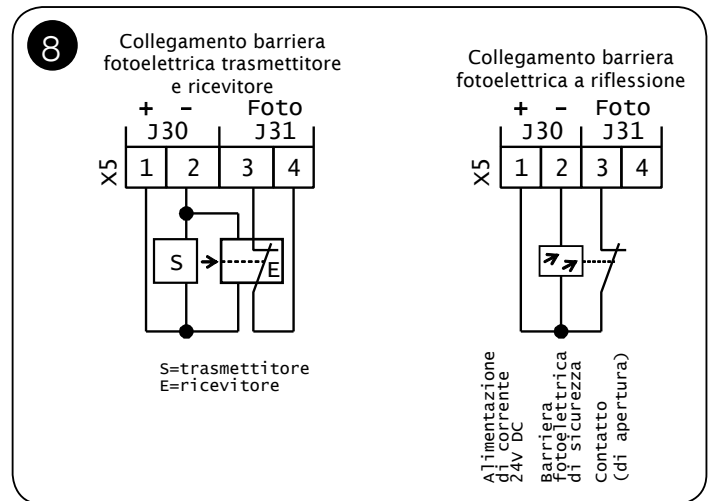 8
Collegamento barriera
fotoelettrica trasmettitore
e ricevitore
+ - Foto
J30 J31
X5 1 2 3 4
S E
S=trasmettitore
E=ricevitore
Collegamento barriera
fotoelettrica a riflessione
+ - Foto
J30 J31
X5 1 2 3 4
Alimentazione
di corrente
24V DC
Barriera
fotoelettrica
di sicurezza
Contatto
(di apertura)